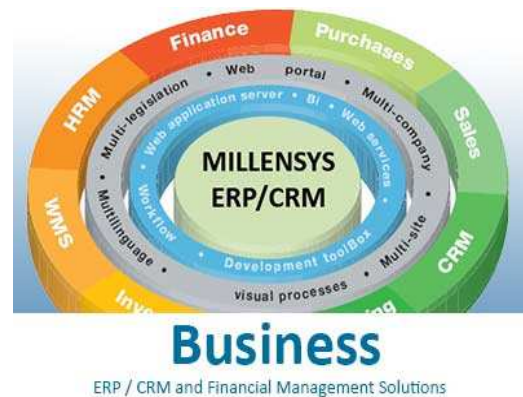 Finance
Purchases
Sales
CRM
WMS
HRM
Multi-legislation • Web portal • Multi-company
• Multi-site • visual processes • Multilanguage •
Web application server • BI • Web services
• Development toolBox • Workflow
MILLENSYS
ERP/CRM
Business
ERP / CRM and Financial Management Solutions